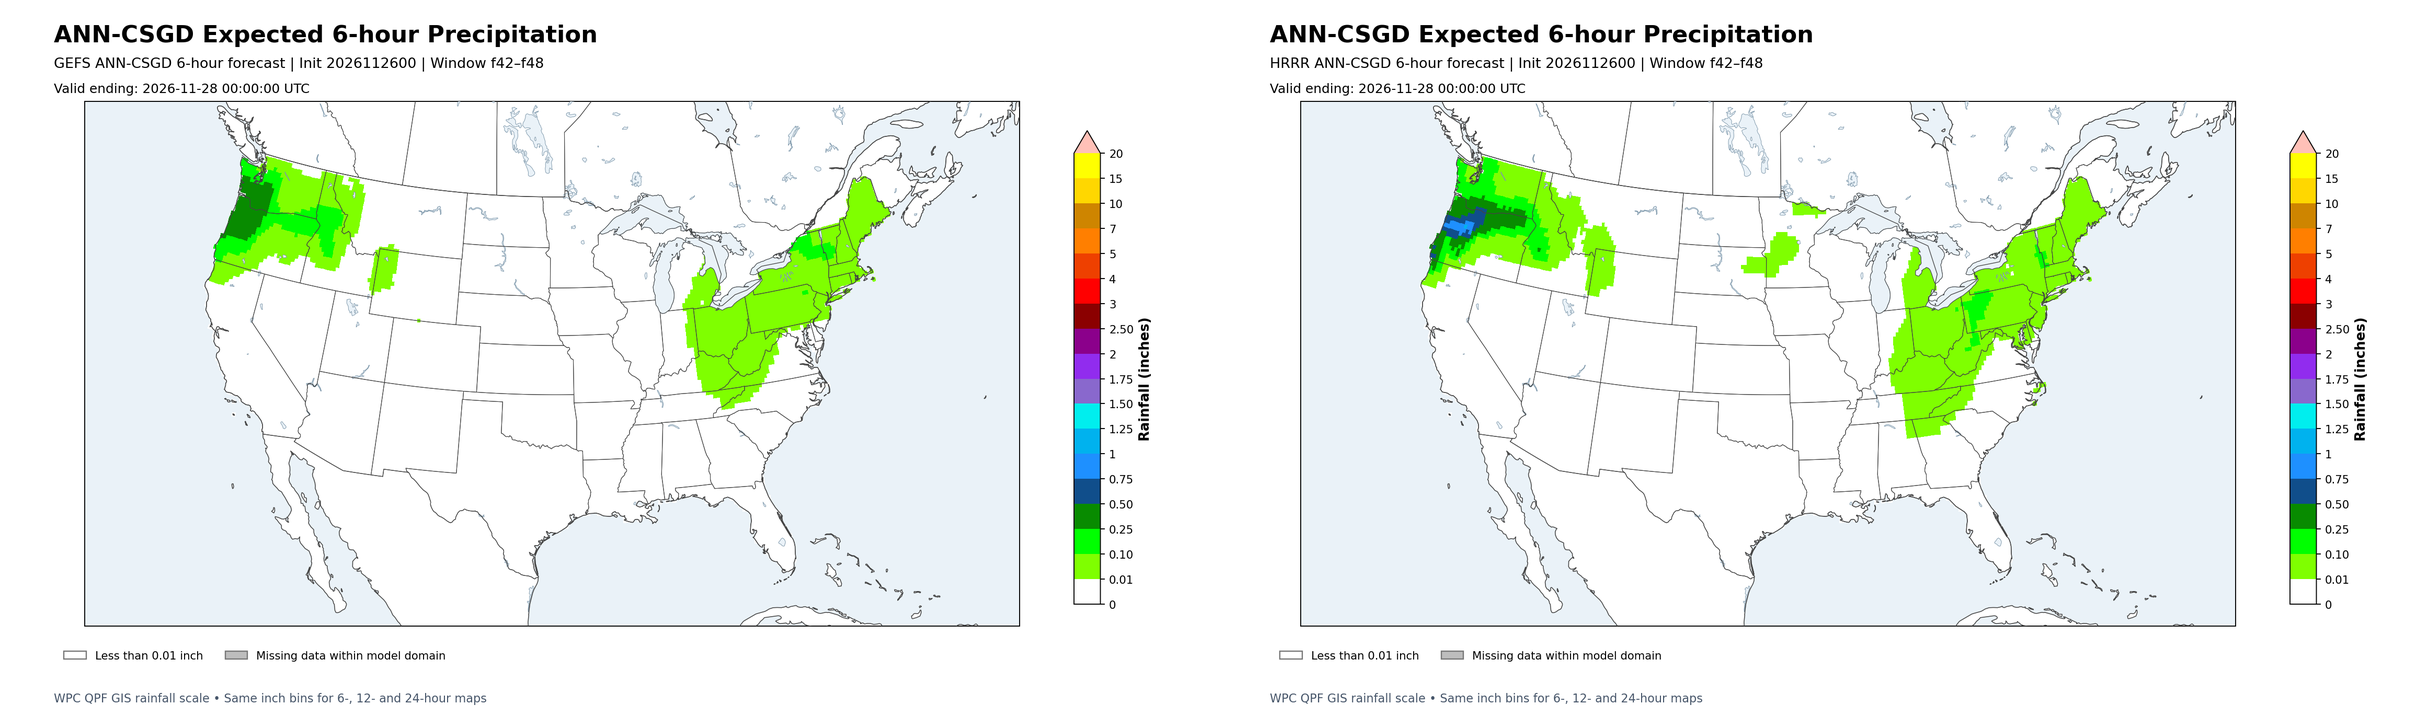 ANN-CSGD Expected 6-hour Precipitation
GEFS ANN-CSGD 6-hour forecast | Init 2026112600 | Window f42–f48
Valid ending: 2026-11-28 00:00:00 UTC
20
15
10
7
5
4
3
2.50
2
1.75
1.50
1.25
1
0.75
0.50
0.25
0.10
0.01
0
Rainfall (inches)
Less than 0.01 inch
Missing data within model domain
WPC QPF GIS rainfall scale • Same inch bins for 6-, 12- and 24-hour maps
ANN-CSGD Expected 6-hour Precipitation
HRRR ANN-CSGD 6-hour forecast | Init 2026112600 | Window f42–f48
Valid ending: 2026-11-28 00:00:00 UTC
20
15
10
7
5
4
3
2.50
2
1.75
1.50
1.25
1
0.75
0.50
0.25
0.10
0.01
0
Rainfall (inches)
Less than 0.01 inch
Missing data within model domain
WPC QPF GIS rainfall scale • Same inch bins for 6-, 12- and 24-hour maps